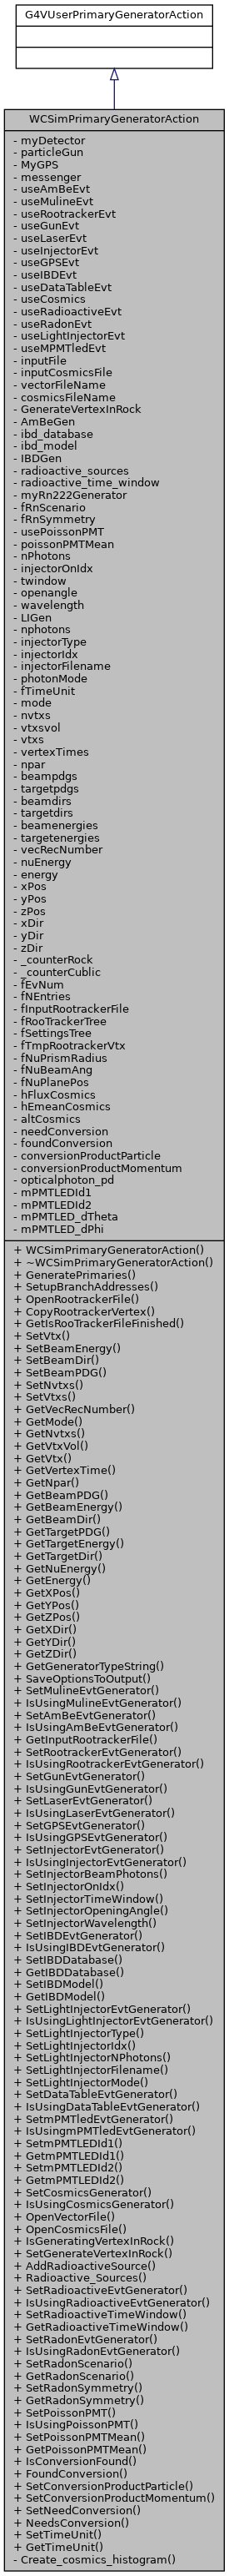 G4VUserPrimaryGeneratorAction
WCSimPrimaryGeneratorAction
- myDetector
- particleGun
- MyGPS
- messenger
- useAmBeEvt
- useMulineEvt
- useRootrackerEvt
- useGunEvt
- useLaserEvt
- useInjectorEvt
- useGPSEvt
- useIBDEvt
- useDataTableEvt
- useCosmics
- useRadioactiveEvt
- useRadonEvt
- useLightInjectorEvt
- useMPMTledEvt
- inputFile
- inputCosmicsFile
- vectorFileName
- cosmicsFileName
- GenerateVertexInRock
- AmBeGen
- ibd_database
- ibd_model
- IBDGen
- radioactive_sources
- radioactive_time_window
- myRn222Generator
- fRnScenario
- fRnSymmetry
- usePoissonPMT
- poissonPMTMean
- nPhotons
- injectorOnIdx
- twindow
- openangle
- wavelength
- LIGen
- nphotons
- injectorType
- injectorIdx
- injectorFilename
- photonMode
- fTimeUnit
- mode
- nvtxs
- vtxsvol
- vtxs
- vertexTimes
- npar
- beampdgs
- targetpdgs
- beamdirs
- targetdirs
- beamenergies
- targetenergies
- vecRecNumber
- nuEnergy
- energy
- xPos
- yPos
- zPos
- xDir
- yDir
- zDir
- _counterRock
- _counterCublic
- fEvNum
- fNEntries
- fInputRootrackerFile
- fRooTrackerTree
- fSettingsTree
- fTmpRootrackerVtx
- fNuPrismRadius
- fNuBeamAng
- fNuPlanePos
- hFluxCosmics
- hEmeanCosmics
- altCosmics
- needConversion
- foundConversion
- conversionProductParticle
- conversionProductMomentum
- opticalphoton_pd
- mPMTLEDId1
- mPMTLEDId2
- mPMTLED_dTheta
- mPMTLED_dPhi
+ WCSimPrimaryGeneratorAction()
+ ~WCSimPrimaryGeneratorAction()
+ GeneratePrimaries()
+ SetupBranchAddresses()
+ OpenRootrackerFile()
+ CopyRootrackerVertex()
+ GetIsRooTrackerFileFinished()
+ SetVtx()
+ SetBeamEnergy()
+ SetBeamDir()
+ SetBeamPDG()
+ SetNvtxs()
+ SetVtxs()
+ GetVecRecNumber()
+ GetMode()
+ GetNvtxs()
+ GetVtxVol()
+ GetVtx()
+ GetVertexTime()
+ GetNpar()
+ GetBeamPDG()
+ GetBeamEnergy()
+ GetBeamDir()
+ GetTargetPDG()
+ GetTargetEnergy()
+ GetTargetDir()
+ GetNuEnergy()
+ GetEnergy()
+ GetXPos()
+ GetYPos()
+ GetZPos()
+ GetXDir()
+ GetYDir()
+ GetZDir()
+ GetGeneratorTypeString()
+ SaveOptionsToOutput()
+ SetMulineEvtGenerator()
+ IsUsingMulineEvtGenerator()
+ SetAmBeEvtGenerator()
+ IsUsingAmBeEvtGenerator()
+ GetInputRootrackerFile()
+ SetRootrackerEvtGenerator()
+ IsUsingRootrackerEvtGenerator()
+ SetGunEvtGenerator()
+ IsUsingGunEvtGenerator()
+ SetLaserEvtGenerator()
+ IsUsingLaserEvtGenerator()
+ SetGPSEvtGenerator()
+ IsUsingGPSEvtGenerator()
+ SetInjectorEvtGenerator()
+ IsUsingInjectorEvtGenerator()
+ SetInjectorBeamPhotons()
+ SetInjectorOnIdx()
+ SetInjectorTimeWindow()
+ SetInjectorOpeningAngle()
+ SetInjectorWavelength()
+ SetIBDEvtGenerator()
+ IsUsingIBDEvtGenerator()
+ SetIBDDatabase()
+ GetIBDDatabase()
+ SetIBDModel()
+ GetIBDModel()
+ SetLightInjectorEvtGenerator()
+ IsUsingLightInjectorEvtGenerator()
+ SetLightInjectorType()
+ SetLightInjectorIdx()
+ SetLightInjectorNPhotons()
+ SetLightInjectorFilename()
+ SetLightInjectorMode()
+ SetDataTableEvtGenerator()
+ IsUsingDataTableEvtGenerator()
+ SetmPMTledEvtGenerator()
+ IsUsingmPMTledEvtGenerator()
+ SetmPMTLEDId1()
+ GetmPMTLEDId1()
+ SetmPMTLEDId2()
+ GetmPMTLEDId2()
+ SetCosmicsGenerator()
+ IsUsingCosmicsGenerator()
+ OpenVectorFile()
+ OpenCosmicsFile()
+ IsGeneratingVertexInRock()
+ SetGenerateVertexInRock()
+ AddRadioactiveSource()
+ Radioactive_Sources()
+ SetRadioactiveEvtGenerator()
+ IsUsingRadioactiveEvtGenerator()
+ SetRadioactiveTimeWindow()
+ GetRadioactiveTimeWindow()
+ SetRadonEvtGenerator()
+ IsUsingRadonEvtGenerator()
+ SetRadonScenario()
+ GetRadonScenario()
+ SetRadonSymmetry()
+ GetRadonSymmetry()
+ SetPoissonPMT()
+ IsUsingPoissonPMT()
+ SetPoissonPMTMean()
+ GetPoissonPMTMean()
+ IsConversionFound()
+ FoundConversion()
+ SetConversionProductParticle()
+ SetConversionProductMomentum()
+ SetNeedConversion()
+ NeedsConversion()
+ SetTimeUnit()
+ GetTimeUnit()
- Create_cosmics_histogram()